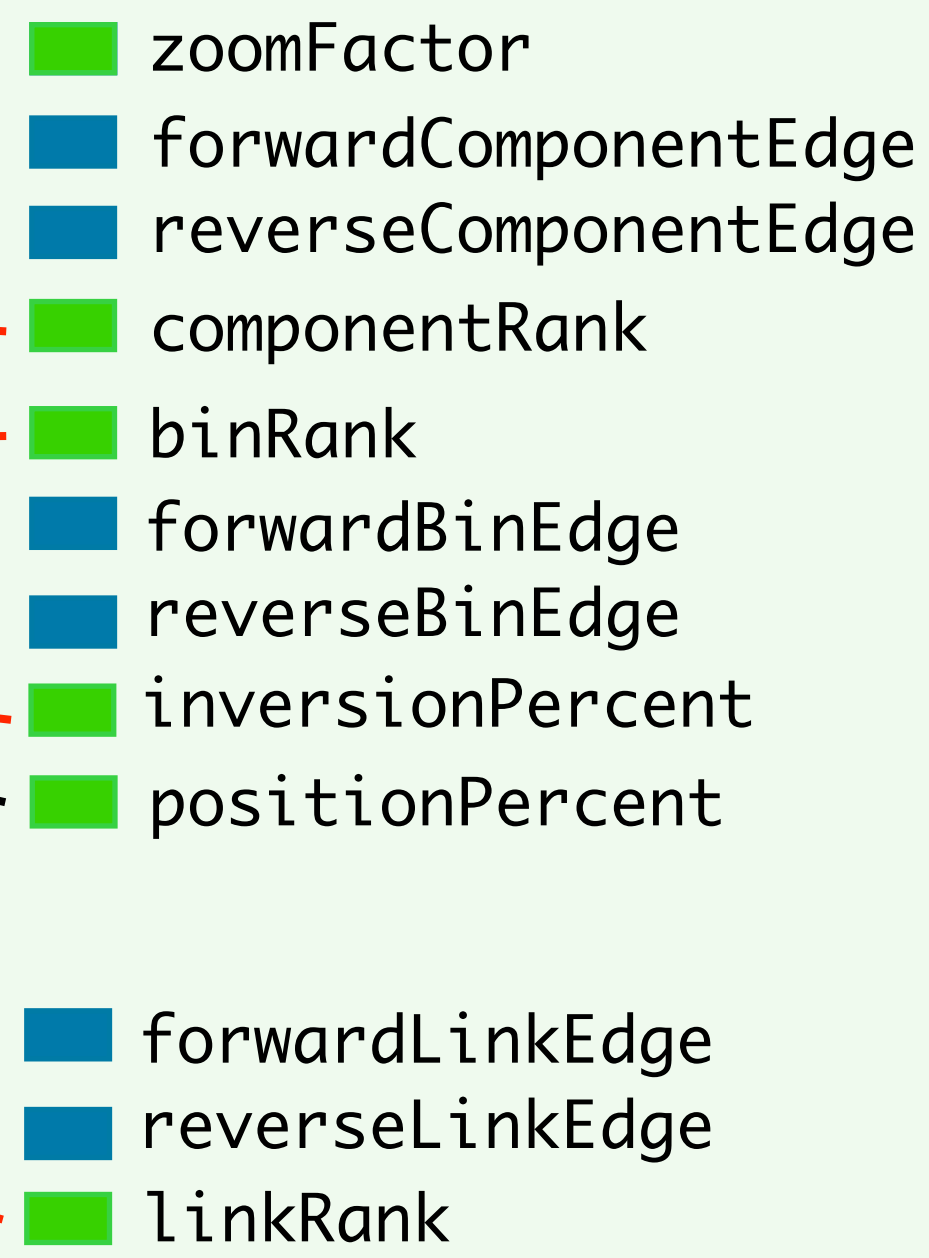 zoomFactor
forwardComponentEdge
reverseComponentEdge
componentRank
binRank
forwardBinEdge
reverseBinEdge
inversionPercent
positionPercent
forwardLinkEdge
reverseLinkEdge
linkRank